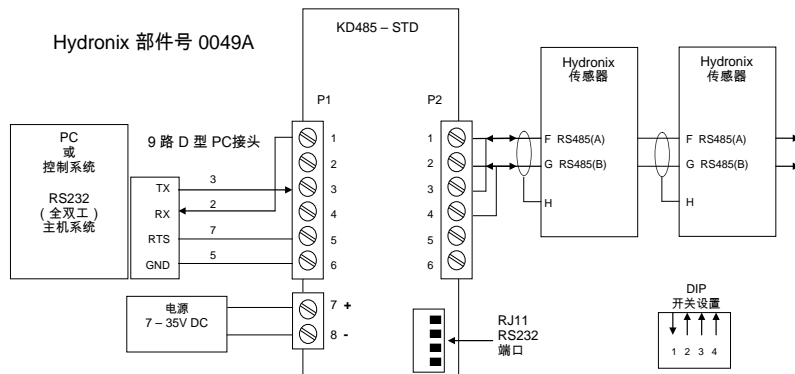 Hydronix 部件号 0049A
KD485 – STD
P1
P2
PC
或
控制系统
RS232
（全双工）
主机系统
9 路 D 型 PC接头
TX
RX
RTS
GND
3
2
7
5
1
2
3
4
5
6
7 +
8 -
电源
7 – 35V DC
1
2
3
4
5
6
RJ11
RS232
端口
Hydronix
传感器
F RS485(A)
G RS485(B)
H
Hydronix
传感器
F RS485(A)
G RS485(B)
H
DIP
开关设置
1 2 3 4